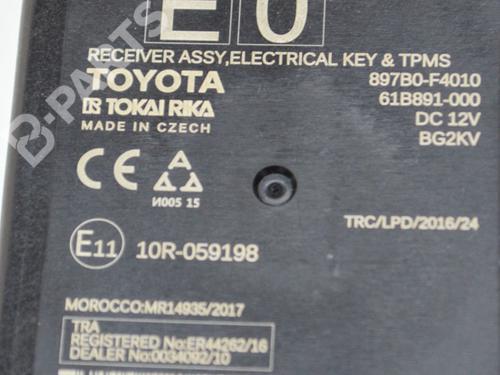 E 0
RECEIVER ASSY,ELECTRICAL KEY & TPMS
TOYOTA
897B0-F4010
TOKAI RIKA
61B891-000
MADE IN CZECH
DC 12V
BG2KV
CE
И005 15
TRC/LPD/2016/24
E11 10R-059198
MOROCCO:MR14935/2017
TRA
REGISTERED No:ER44262/16
DEALER No:0034092/10
B-PARTS
B-PARTS